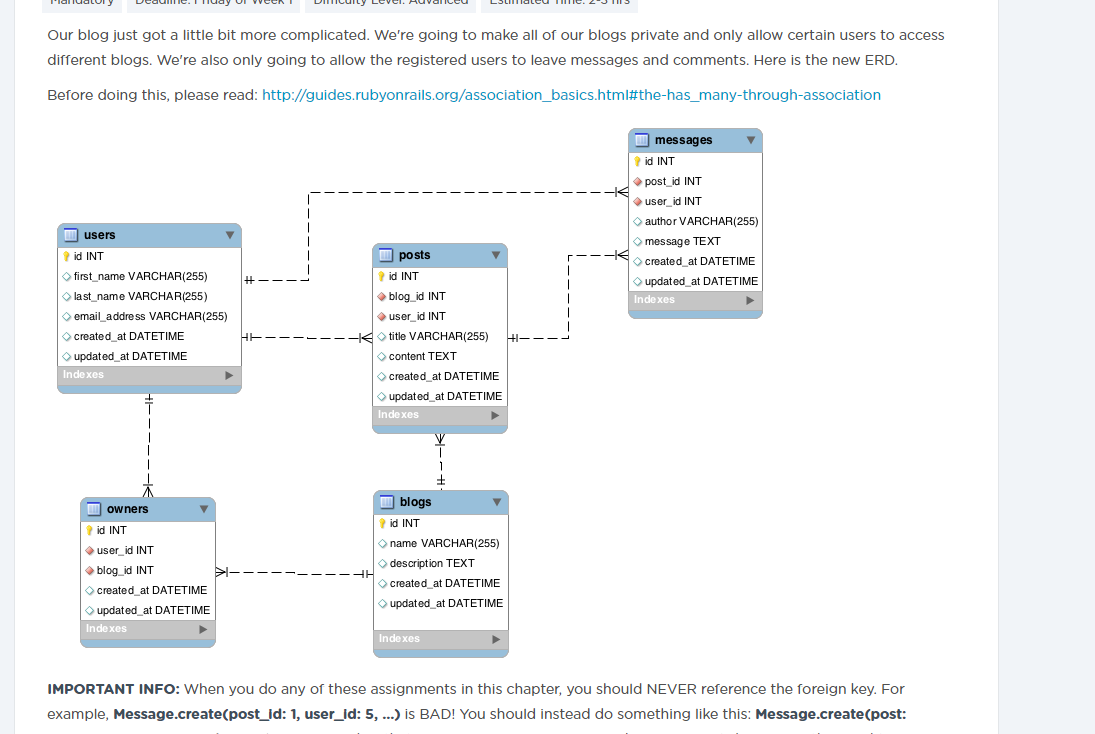 Mandatory Deadline: Friday of Week 1 Difficulty Level: Advanced Estimated Time: 2-3 hrs
Our blog just got a little bit more complicated. We're going to make all of our blogs private and only allow certain users to access
different blogs. We're also only going to allow the registered users to leave messages and comments. Here is the new ERD.
Before doing this, please read: http://guides.rubyonrails.org/association_basics.html#the-has_many-through-association
messages
id INT
post_id INT
user_id INT
author VARCHAR(255)
message TEXT
created_at DATETIME
updated_at DATETIME
Indexes
users
id INT
first_name VARCHAR(255)
last_name VARCHAR(255)
email_address VARCHAR(255)
created_at DATETIME
updated_at DATETIME
Indexes
posts
id INT
blog_id INT
user_id INT
title VARCHAR(255)
content TEXT
created_at DATETIME
updated_at DATETIME
Indexes
owners
id INT
user_id INT
blog_id INT
created_at DATETIME
updated_at DATETIME
Indexes
blogs
id INT
name VARCHAR(255)
description TEXT
created_at DATETIME
updated_at DATETIME
Indexes
IMPORTANT INFO: When you do any of these assignments in this chapter, you should NEVER reference the foreign key. For
example, Message.create(post_id: 1, user_id: 5, ...) is BAD! You should instead do something like this: Message.create(post: